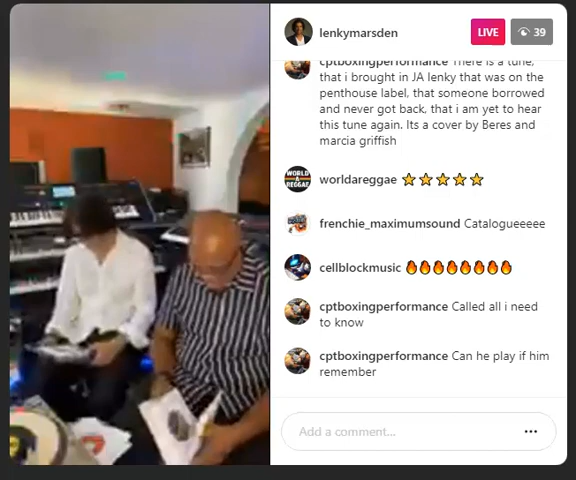 lenkymarsden
LIVE
39
cptboxingperformance There is a tune,
that i brought in JA lenky that was on the
penthouse label, that someone borrowed
and never got back, that i am yet to hear
this tune again. Its a cover by Beres and
marcia griffish
WORLD A REGGAE
worldareggae ⭐⭐⭐⭐⭐
frenchie_maximumsound Catalogueeeee
cellblockmusic 🔥🔥🔥🔥🔥🔥🔥🔥
cptboxingperformance Called all i need
to know
cptboxingperformance Can he play if him
remember
Add a comment...